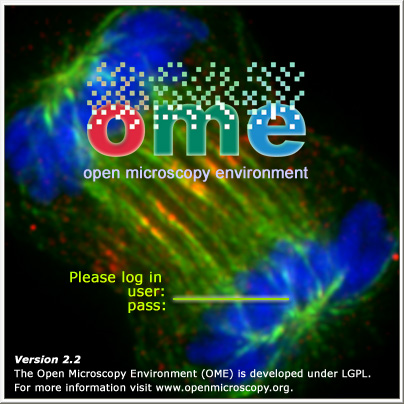 ome
open microscopy environment
Please log in
user:
pass:
Version 2.2
The Open Microscopy Environment (OME) is developed under LGPL.
For more information visit www.openmicroscopy.org.